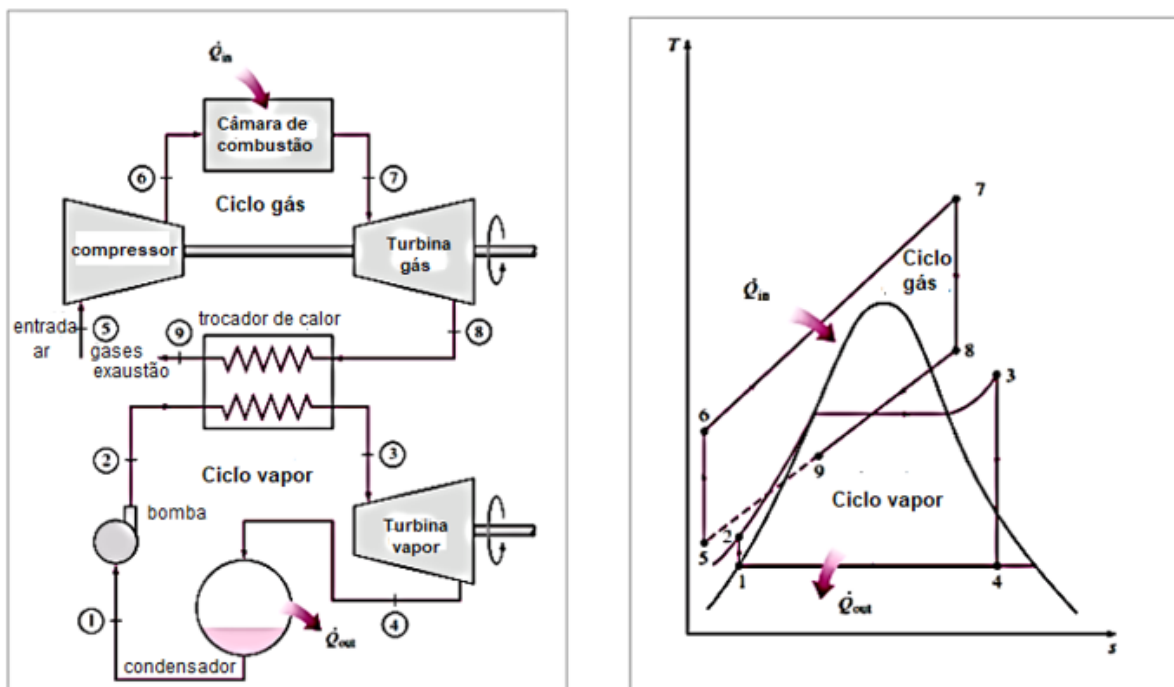 Q̇in
Câmara de
combustão
6
7
Ciclo gás
compressor
Turbina
gás
entrada
ar
5
9
trocador de calor
8
gases
exaustão
2
3
Ciclo vapor
bomba
Turbina
vapor
1
4
Q̇out
condensador
T
7
Ciclo
gás
Q̇in
8
3
6
9
Ciclo vapor
5
2
1
4
Q̇out
s